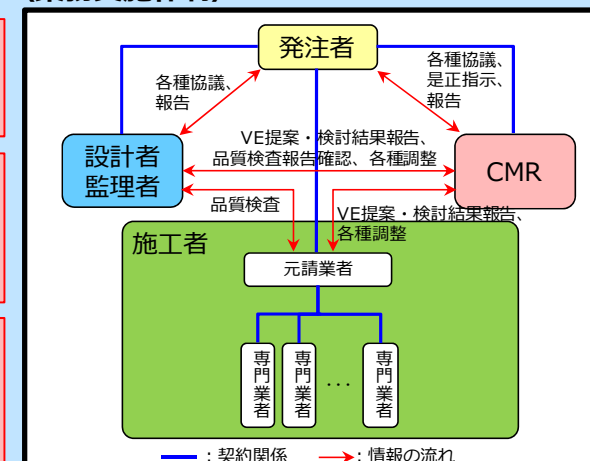 発注者
各種協議、
報告
各種協議、
是正指示、
報告
VE提案・検討結果報告、
品質検査報告確認、各種調整
設計者
監理者
CMR
品質検査
VE提案・検討結果報告、
各種調整
施工者
元請業者
専門業者
専門業者
...
専門業者
：契約関係
：情報の流れ